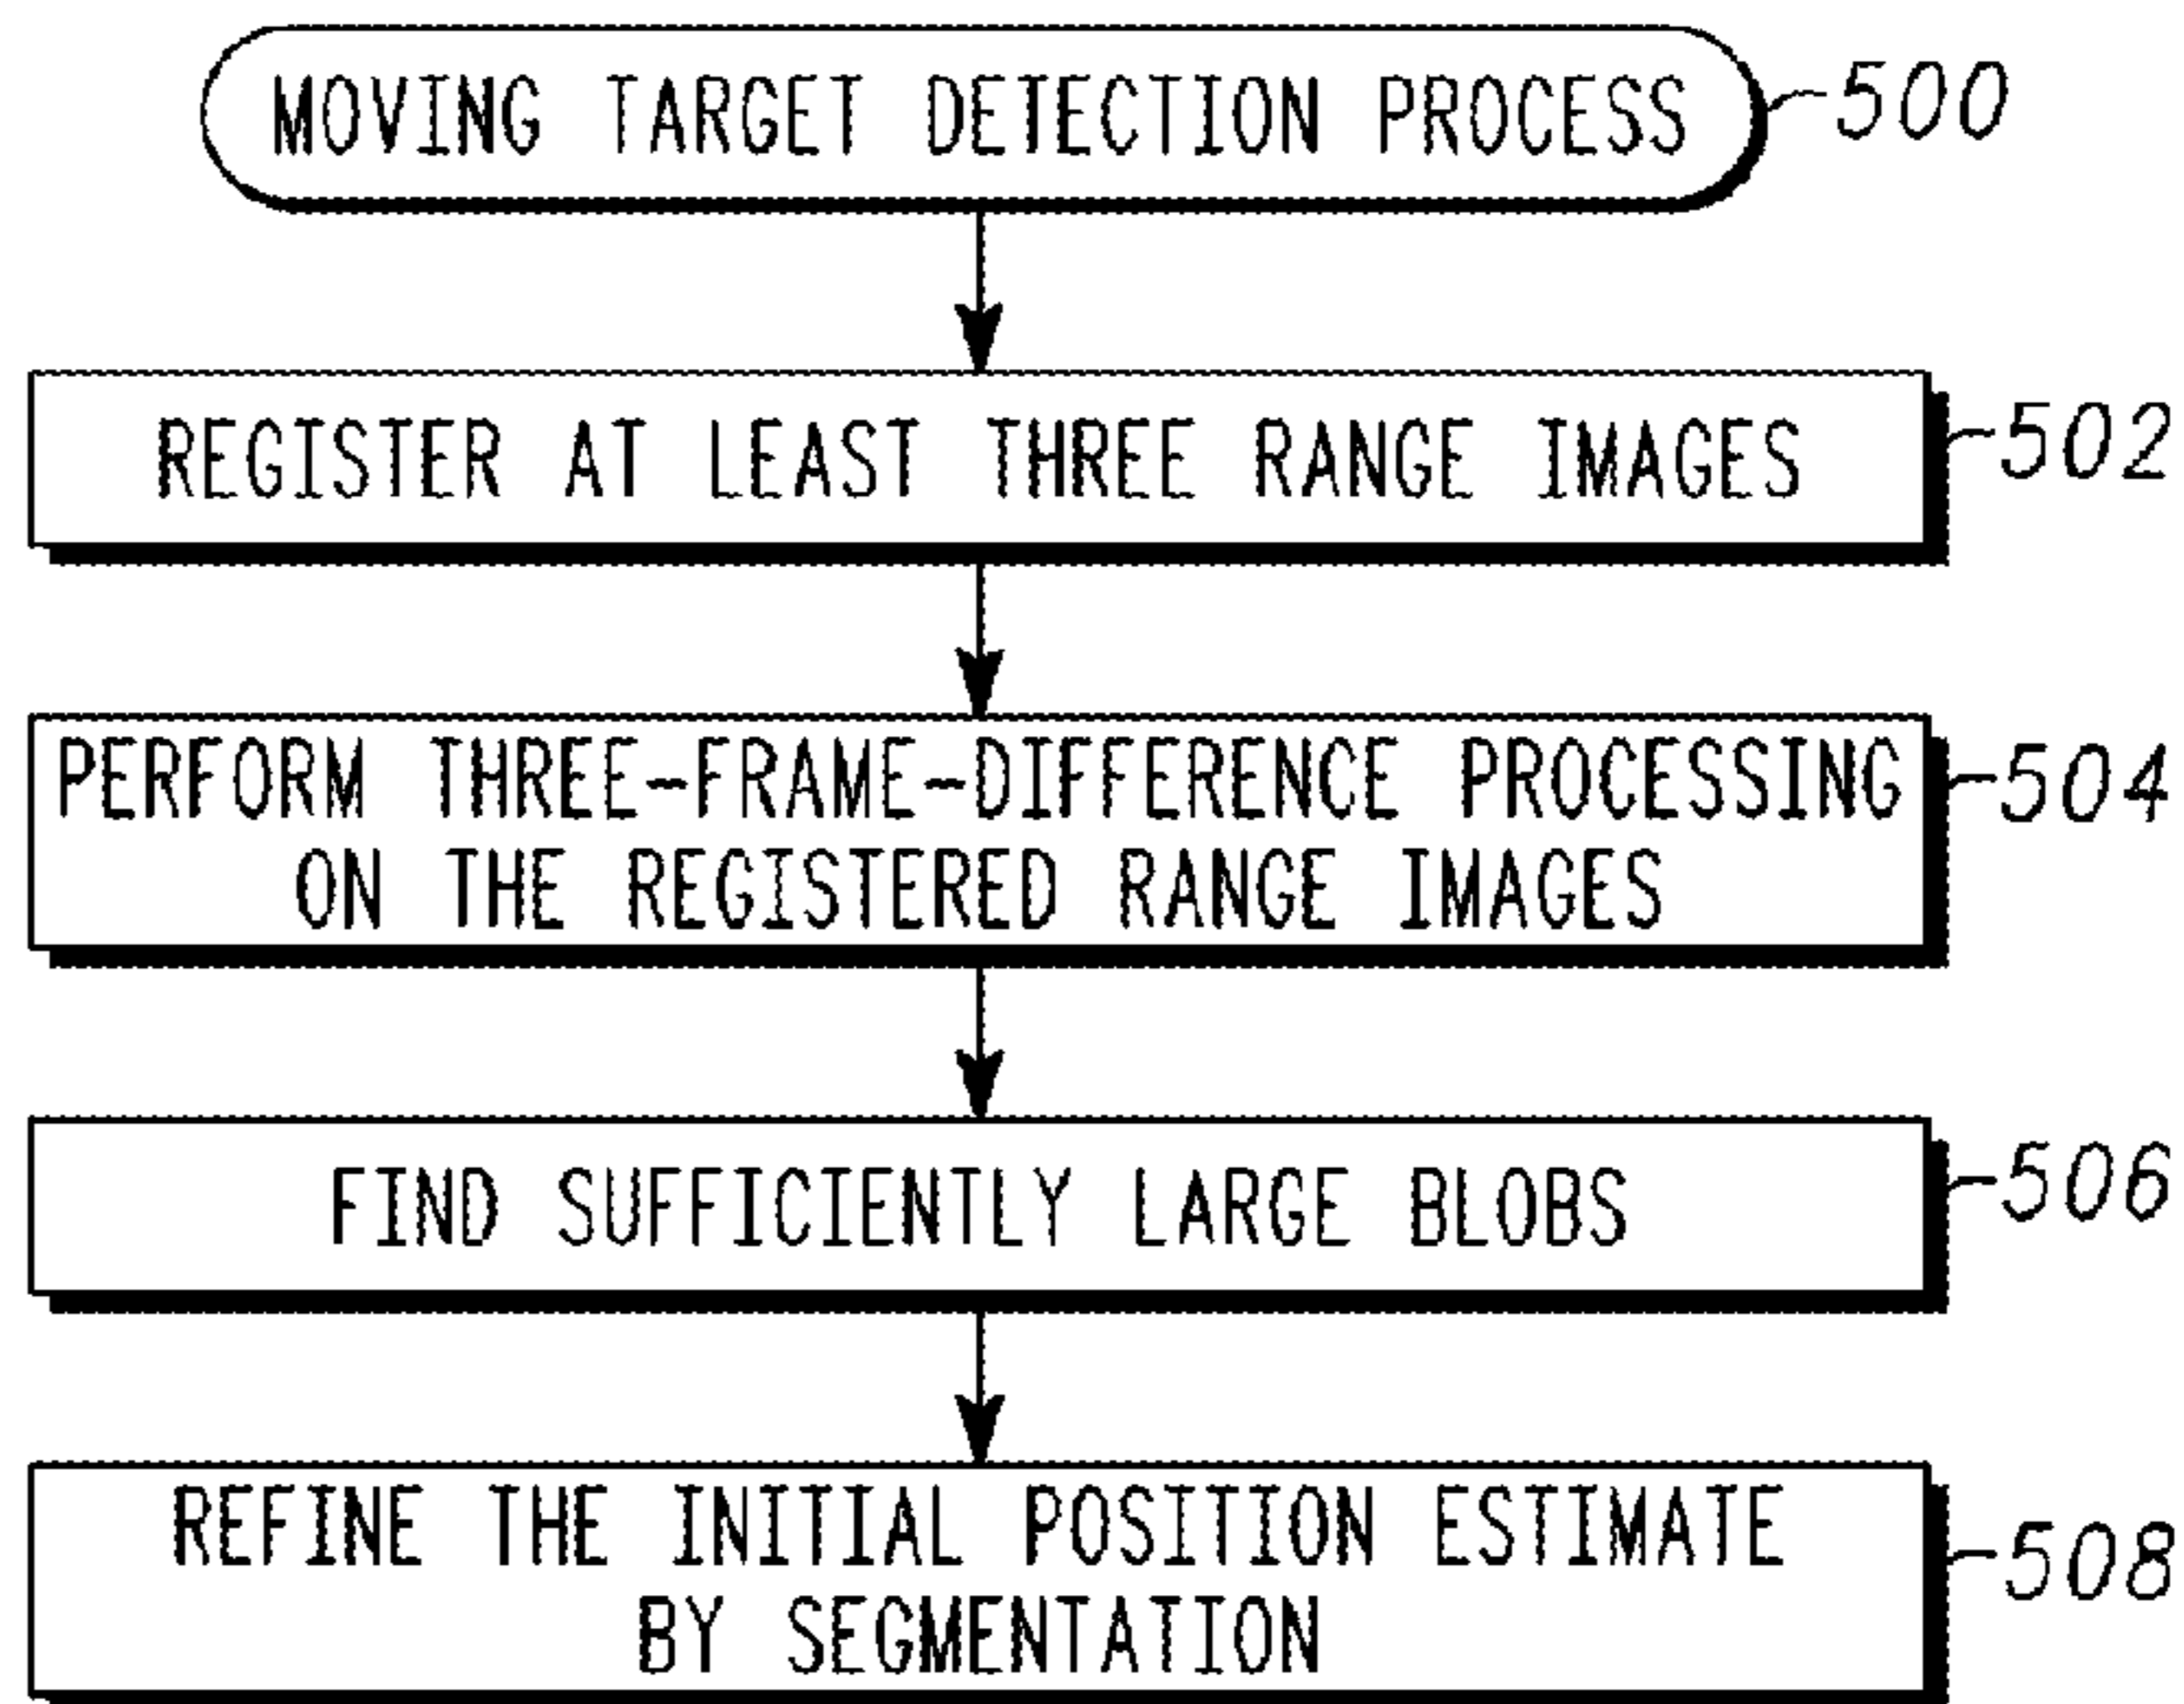 MOVING TARGET DETECTION PROCESS
500
REGISTER AT LEAST THREE RANGE IMAGES
502
PERFORM THREE-FRAME-DIFFERENCE PROCESSING
ON THE REGISTERED RANGE IMAGES
504
FIND SUFFICIENTLY LARGE BLOBS
506
REFINE THE INITIAL POSITION ESTIMATE
BY SEGMENTATION
508